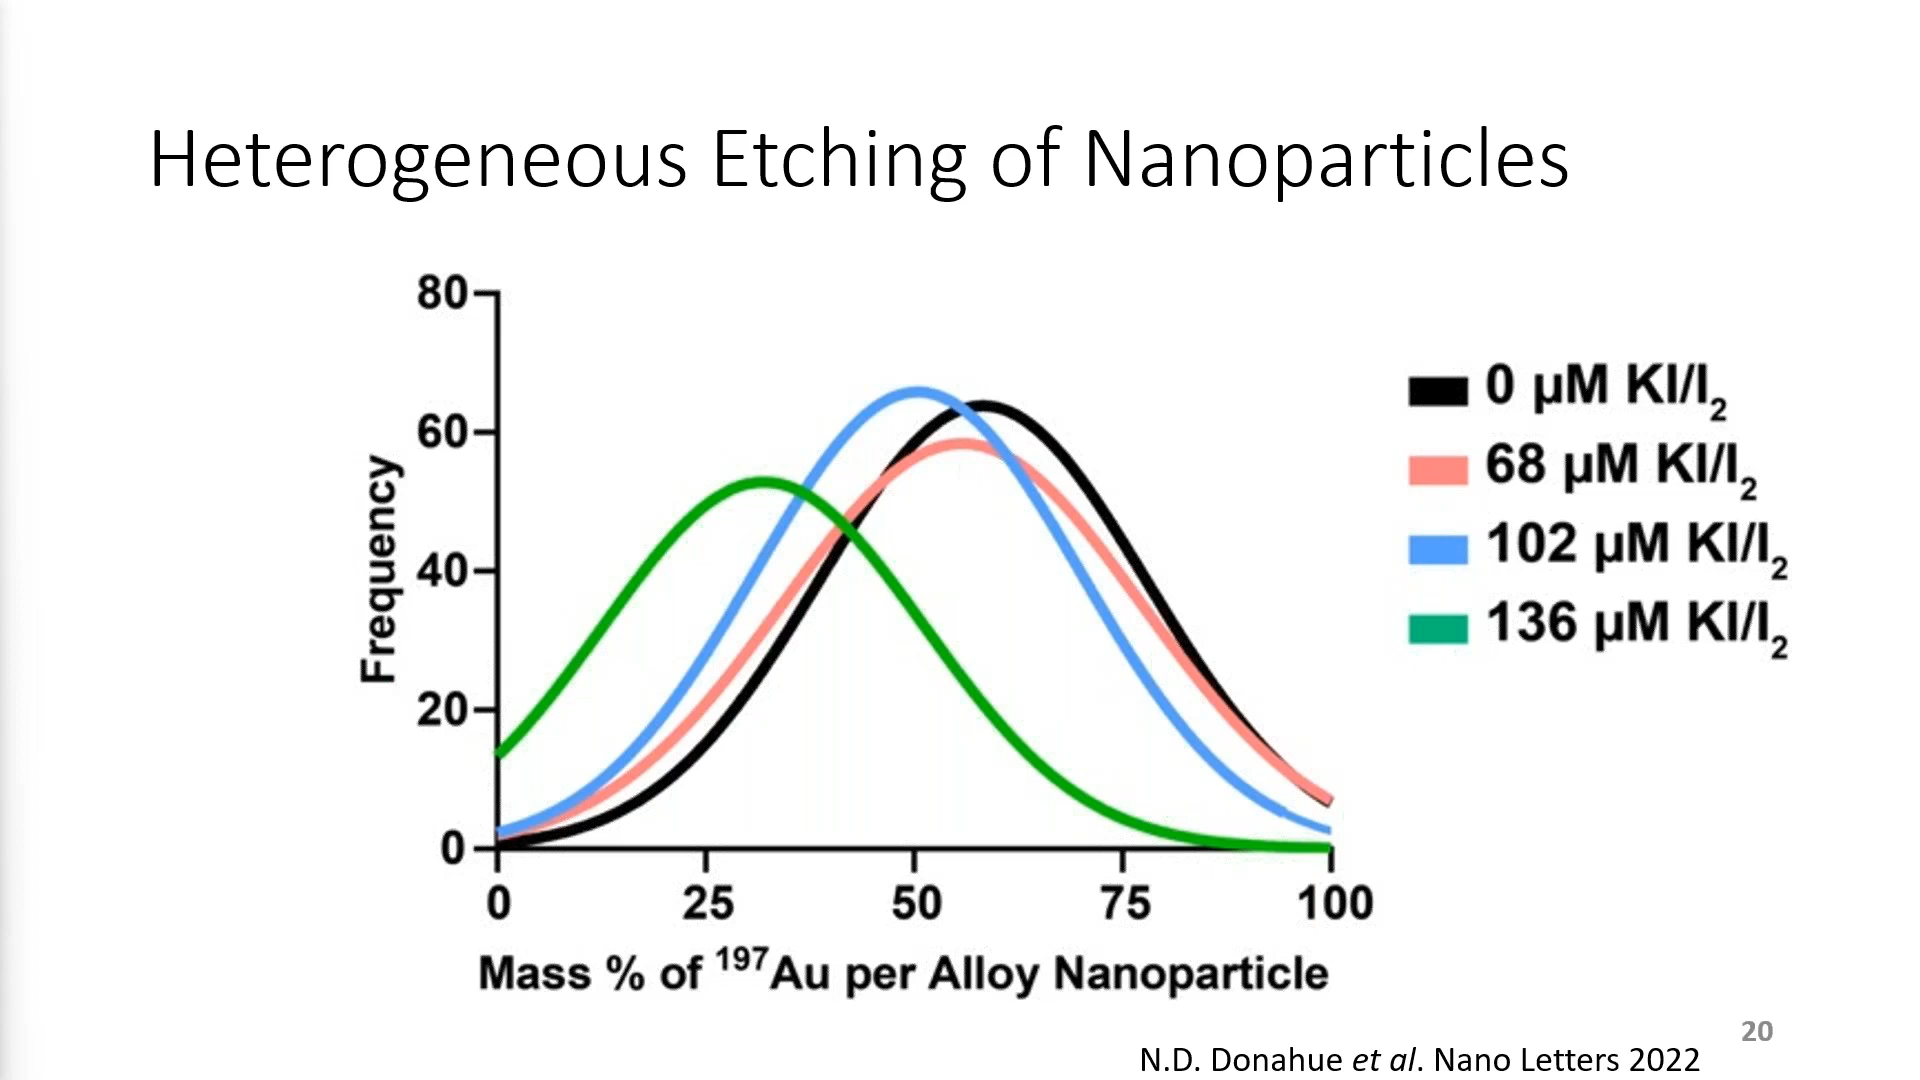 Heterogeneous Etching of Nanoparticles
80
60
40
20
0
Frequency
0 25 50 75 100
Mass % of ¹⁹⁷Au per Alloy Nanoparticle
0 µM KI/I₂
68 µM KI/I₂
102 µM KI/I₂
136 µM KI/I₂
20
N.D. Donahue et al. Nano Letters 2022